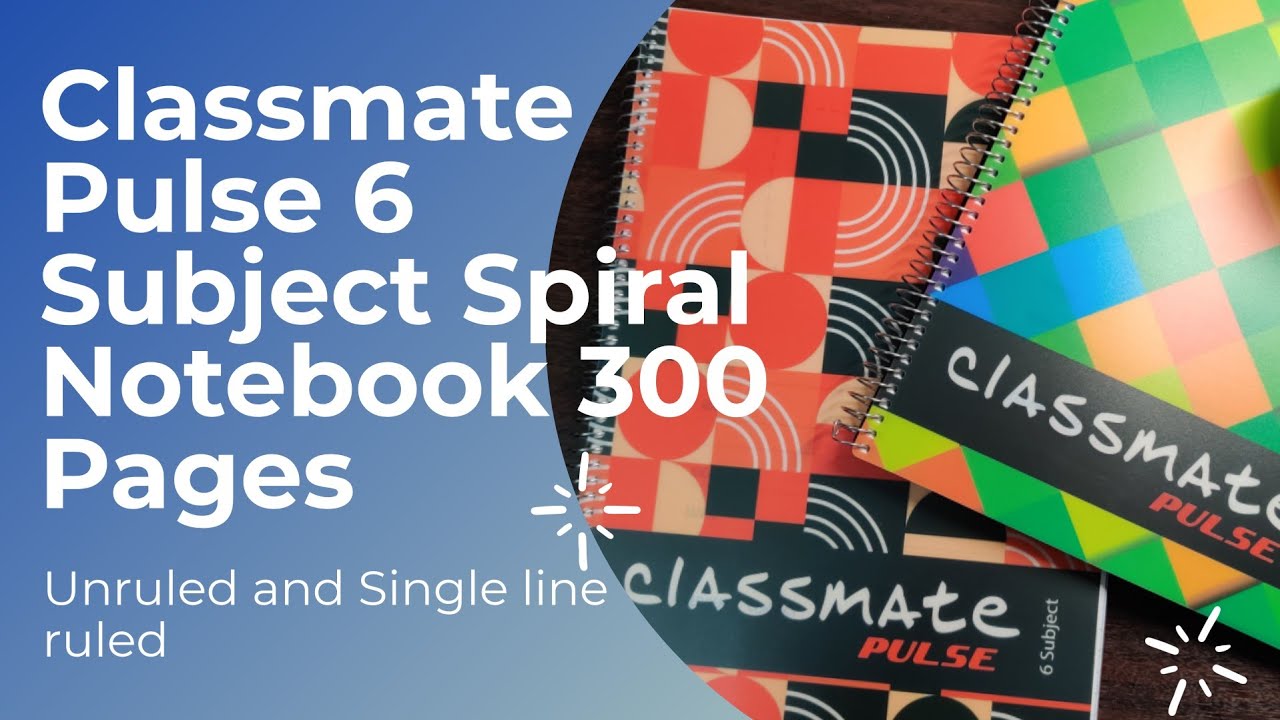 Classmate
Pulse 6
Subject Spiral
Notebook 300
Pages
Unruled and Single line
ruled
classmate
PULSE
6 Subject
classmate
PULSE